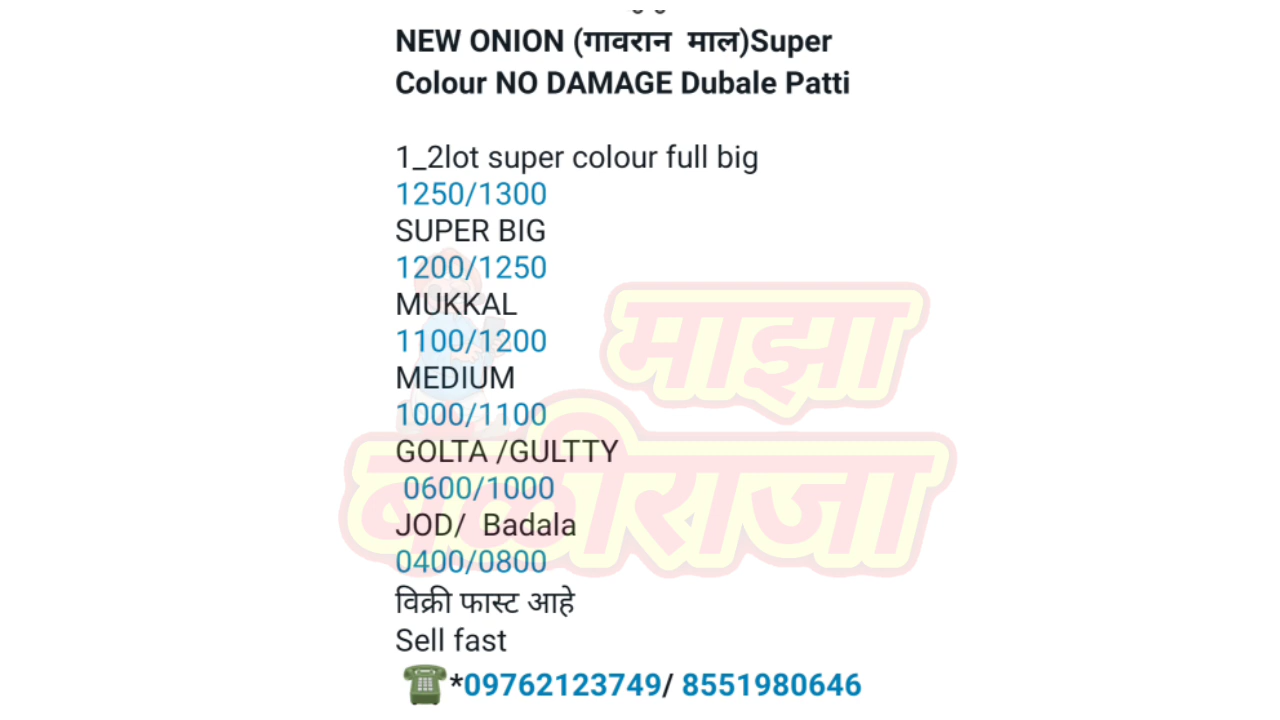 NEW ONION (गावरान माल)Super
Colour NO DAMAGE Dubale Patti
1_2lot super colour full big
1250/1300
SUPER BIG
1200/1250
MUKKAL
1100/1200
MEDIUM
1000/1100
GOLTA /GULTTY
0600/1000
JOD/ Badala
0400/0800
विक्री फास्ट आहे
Sell fast
*09762123749/ 8551980646
माझा
बळीराजा